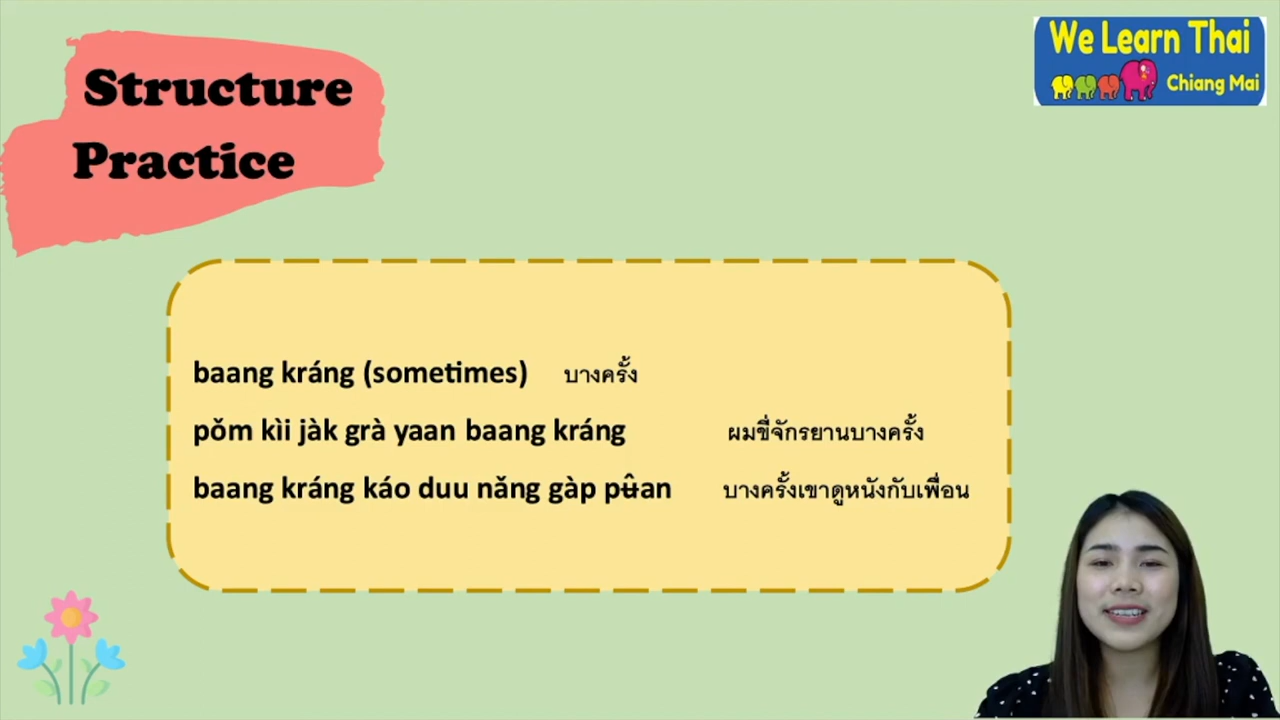 Structure
Practice
We Learn Thai
Chiang Mai
baang kráng (sometimes) บางครั้ง
pǒm kìi jàk grà yaan baang kráng ผมขี่จักรยานบางครั้ง
baang kráng káo duu nǎng gàp pʉ̂an บางครั้งเขาดูหนังกับเพื่อน